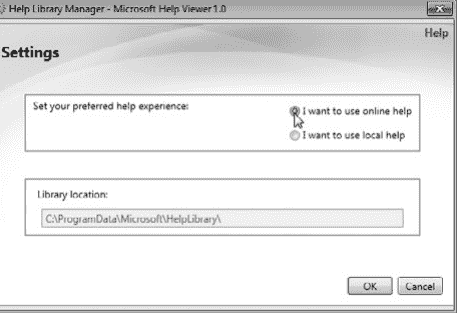 Help Library Manager - Microsoft Help Viewer 1.0
Help
Settings
Set your preferred help experience:
I want to use online help
I want to use local help
Library location:
C:\ProgramData\Microsoft\HelpLibrary\
OK
Cancel